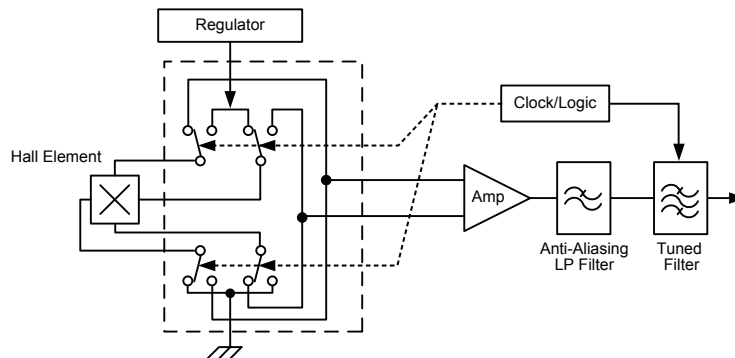 Regulator
Clock/Logic
Hall Element
Amp
Anti-Aliasing
LP Filter
Tuned
Filter